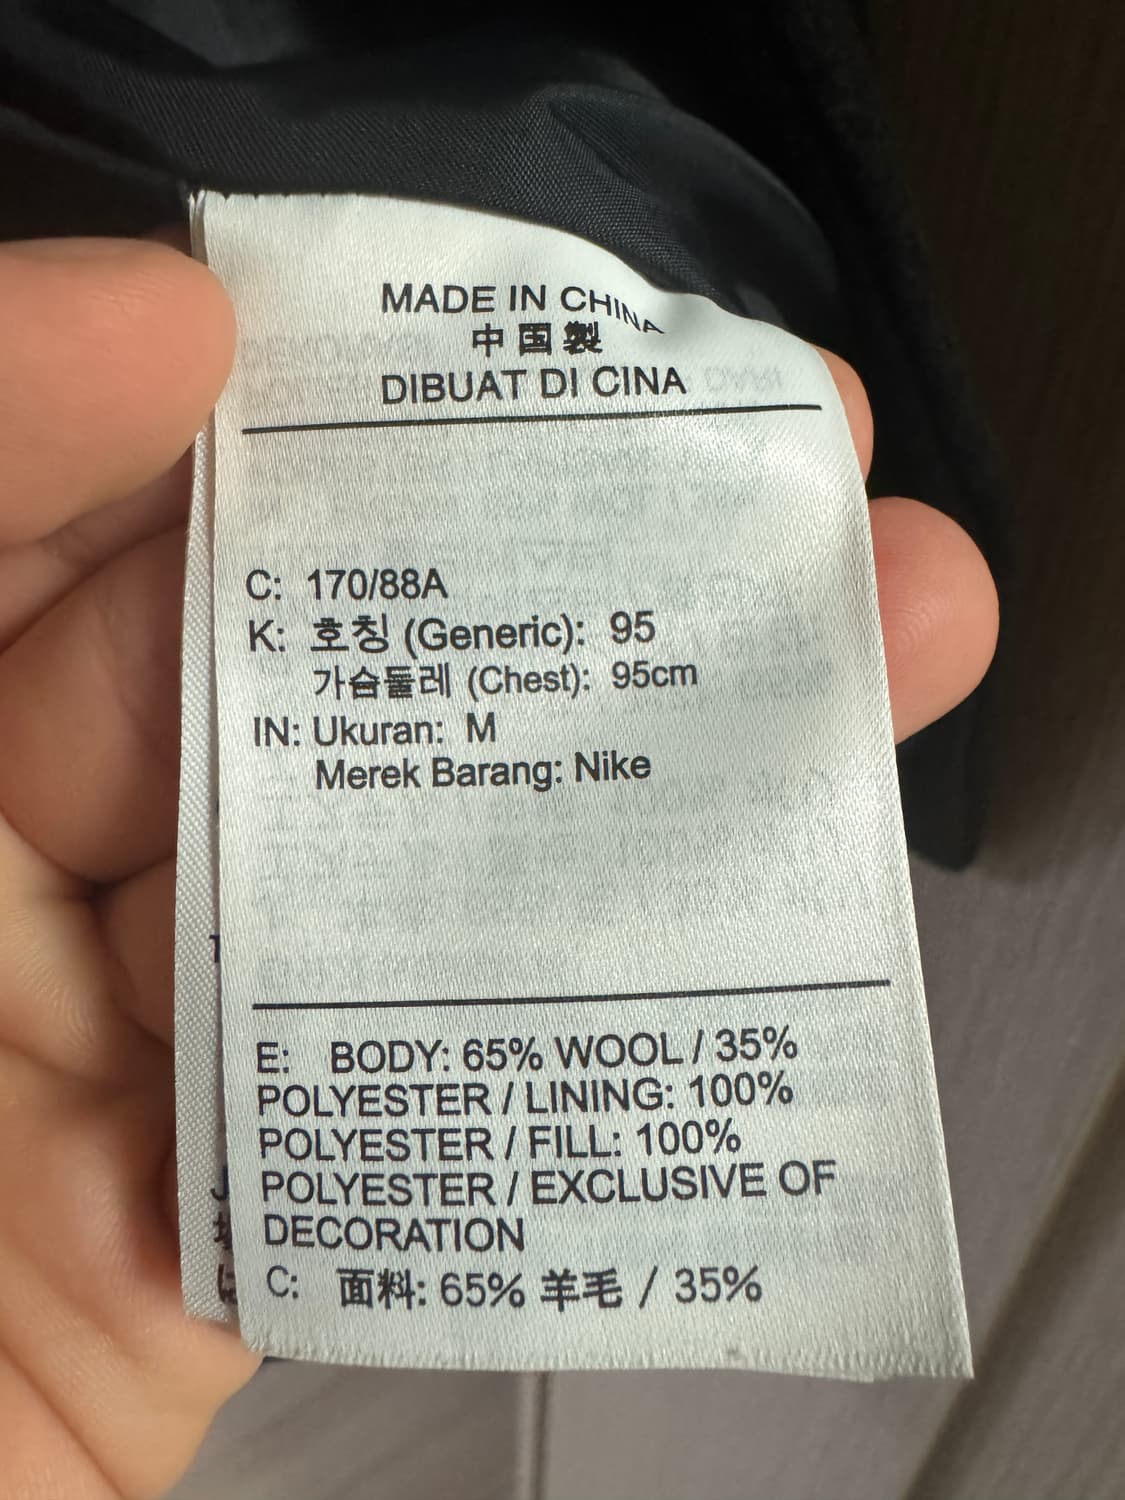 MADE IN CHINA
中国製
DIBUAT DI CINA
C: 170/88A
K: 호칭 (Generic): 95
가슴둘레 (Chest): 95cm
IN: Ukuran: M
Merek Barang: Nike
E: BODY: 65% WOOL / 35%
POLYESTER / LINING: 100%
POLYESTER / FILL: 100%
POLYESTER / EXCLUSIVE OF
DECORATION
C: 面料: 65% 羊毛 / 35%